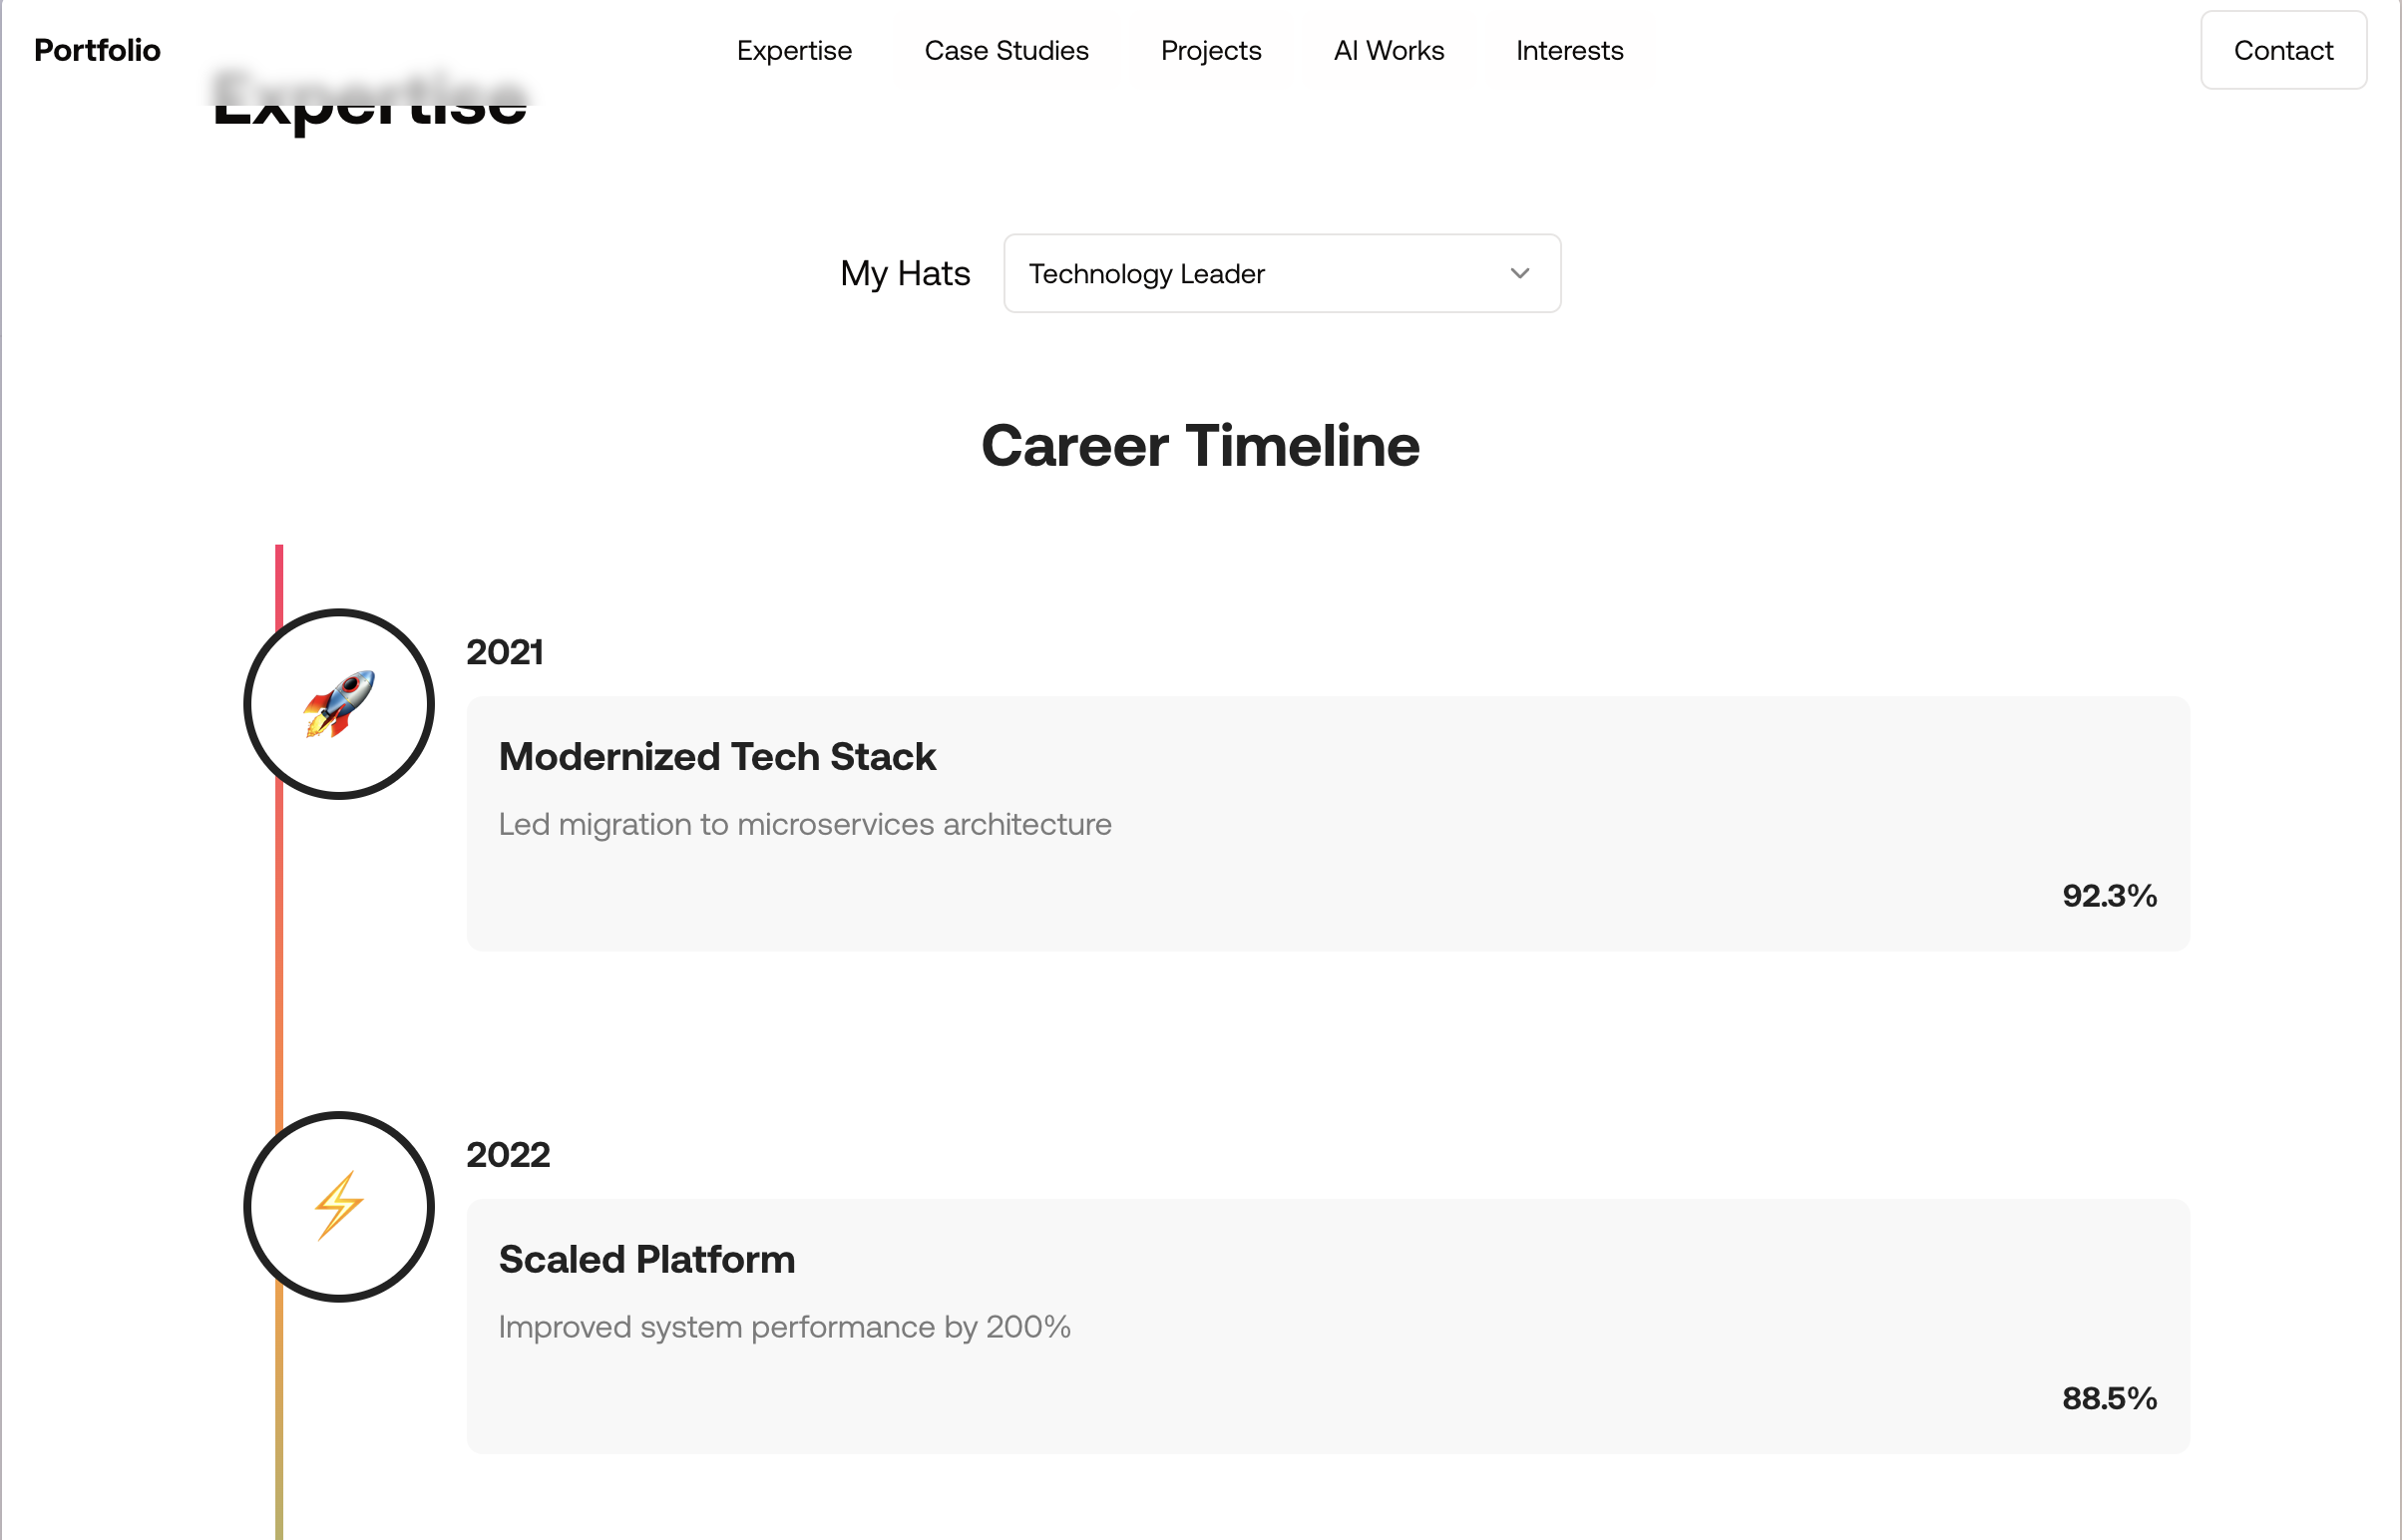 Portfolio
Expertise
Case Studies
Projects
AI Works
Interests
Contact
Expertise
My Hats
Technology Leader
Career Timeline
2021
Modernized Tech Stack
Led migration to microservices architecture
92.3%
2022
Scaled Platform
Improved system performance by 200%
88.5%